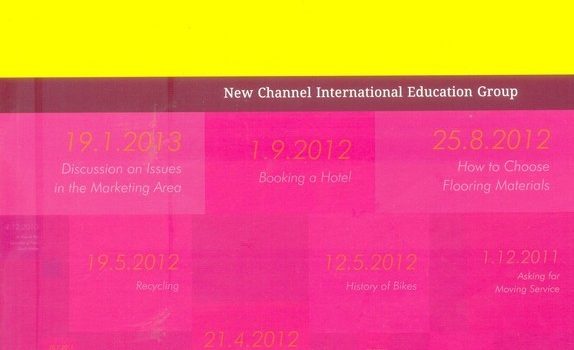 New Channel International Education Group
19.1.2013
Discussion on Issues
in the Marketing Area
1.9.2012
Booking a Hotel
25.8.2012
How to Choose
Flooring Materials
19.5.2012
Recycling
12.5.2012
History of Bikes
1.12.2011
Asking for
Moving Service
21.4.2012